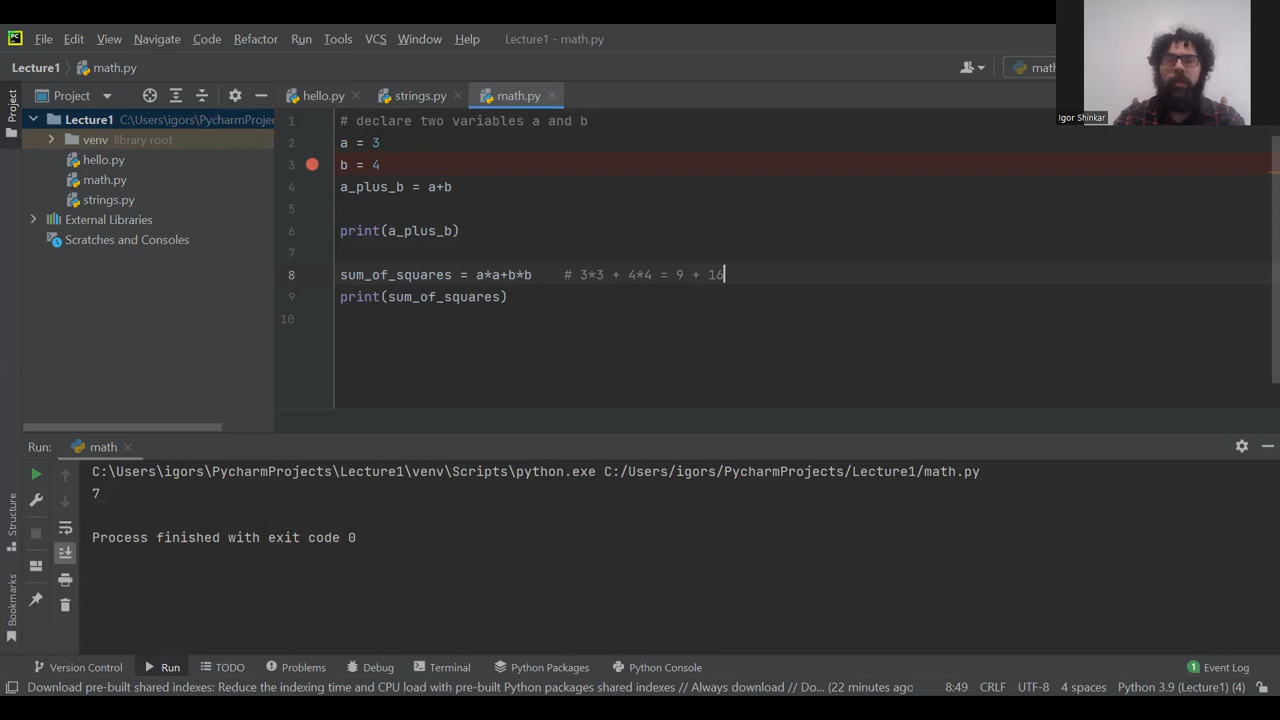 PC File Edit View Navigate Code Refactor Run Tools VCS Window Help Lecture1 - math.py
Lecture1 math.py math
Igor Shinkar
Project hello.py strings.py math.py
Project
Lecture1 C:\Users\igors\PycharmProjec
venv library root
hello.py
math.py
strings.py
External Libraries
Scratches and Consoles
1 # declare two variables a and b
2 a = 3
3 b = 4
4 a_plus_b = a+b
5
6 print(a_plus_b)
7
8 sum_of_squares = a*a+b*b # 3*3 + 4*4 = 9 + 16
9 print(sum_of_squares)
10
Run: math
C:\Users\igors\PycharmProjects\Lecture1\venv\Scripts\python.exe C:/Users/igors/PycharmProjects/Lecture1/math.py
7
Process finished with exit code 0
Structure
Bookmarks
Version Control Run TODO Problems Debug Terminal Python Packages Python Console 1 Event Log
Download pre-built shared indexes: Reduce the indexing time and CPU load with pre-built Python packages shared indexes // Always download // Do... (22 minutes ago 8:49 CRLF UTF-8 4 spaces Python 3.9 (Lecture1) (4)